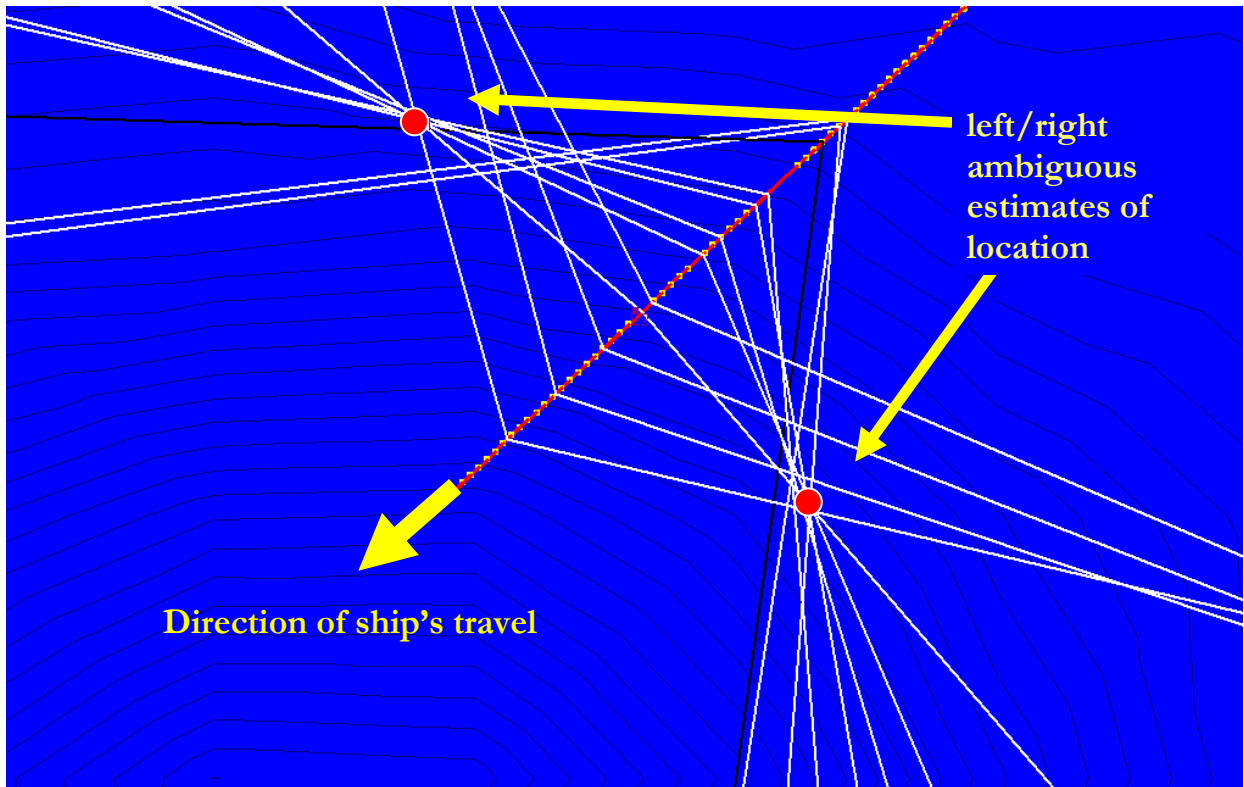 left/right
ambiguous
estimates of
location
Direction of ship's travel